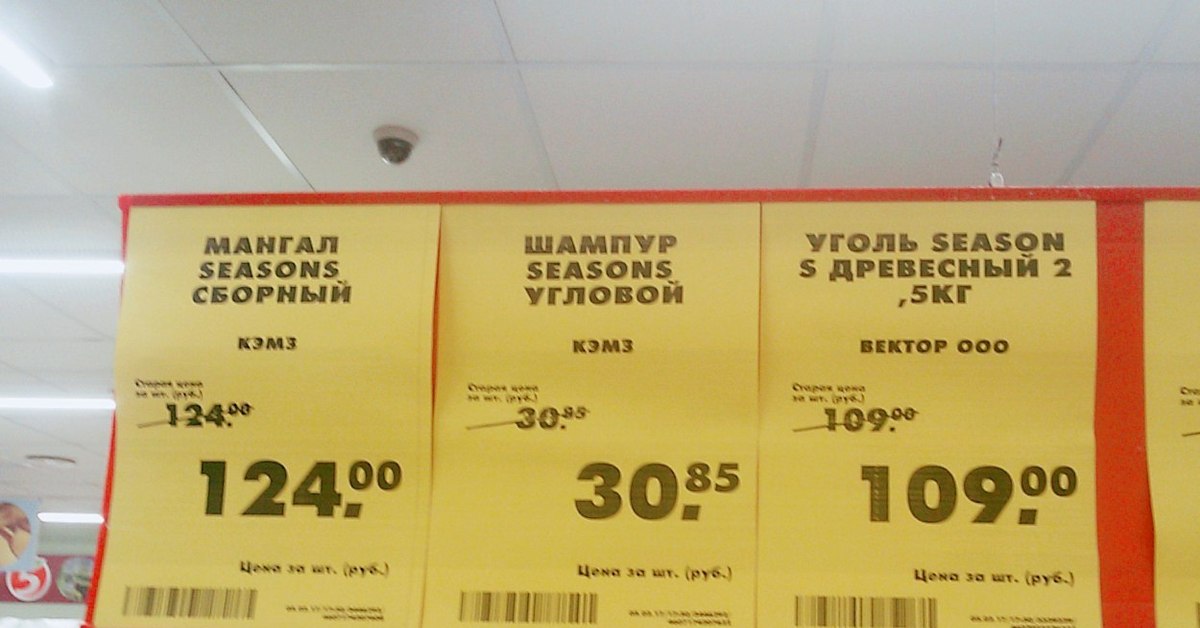 МАНГАЛ
SEASONS
СБОРНЫЙ
КЭМЗ
Старая цена
за шт. (руб.)
124.00
124.00
Цена за шт. (руб.)
ШАМПУР
SEASONS
УГЛОВОЙ
КЭМЗ
Старая цена
за шт. (руб.)
30.85
30.85
Цена за шт. (руб.)
УГОЛЬ SEASON
S ДРЕВЕСНЫЙ 2
,5КГ
ВЕКТОР ООО
Старая цена
за шт. (руб.)
109.00
109.00
Цена за шт. (руб.)
5